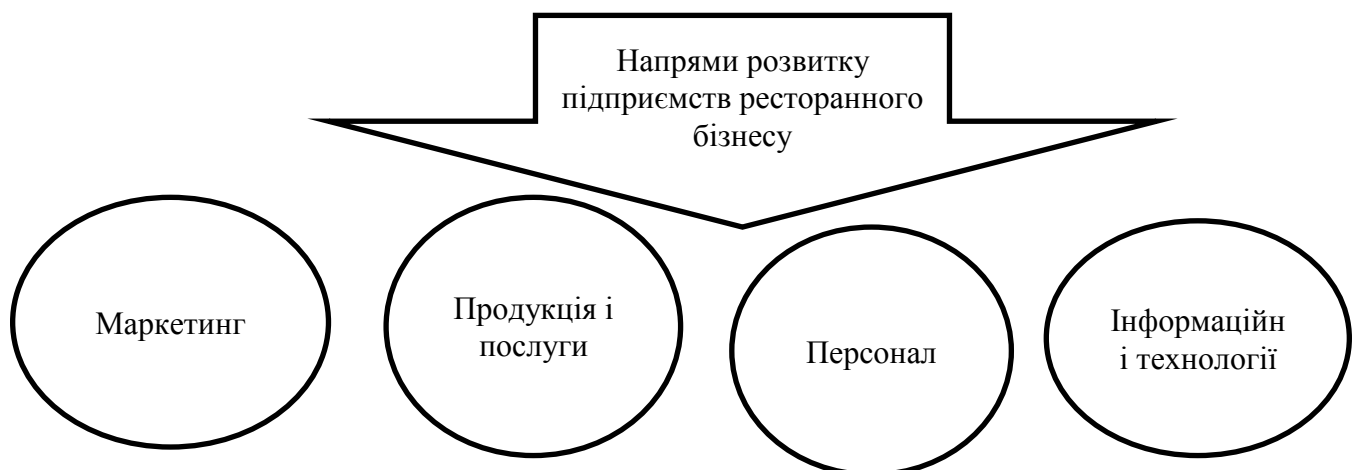 Напрями розвитку
підприємств ресторанного
бізнесу
Маркетинг
Продукція і
послуги
Персонал
Інформаційн
і технології